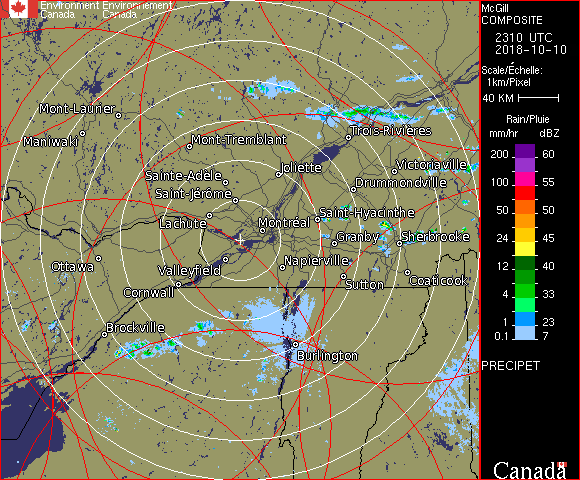 Environment Environnement
Canada Canada
McGill
COMPOSITE
2310 UTC
2018-10-10
Scale/Échelle:
1km/Pixel
40 KM
Rain/Pluie
mm/hr dBZ
200 60
55
100 55
50 50
45
24 45
12 40
33
4 33
1 23
0.1 7
PRECIPET
Canada
Mont-Laurier
Maniwaki
Mont-Tremblant
Trois-Rivières
Sainte-Adèle
Joliette
Victoriaville
Saint-Jérôme
Drummondville
Lachute
Montréal
Saint-Hyacinthe
Granby
Sherbrooke
Ottawa
Valleyfield
Napierville
Cornwall
Sutton
Coaticook
Brockville
Burlington